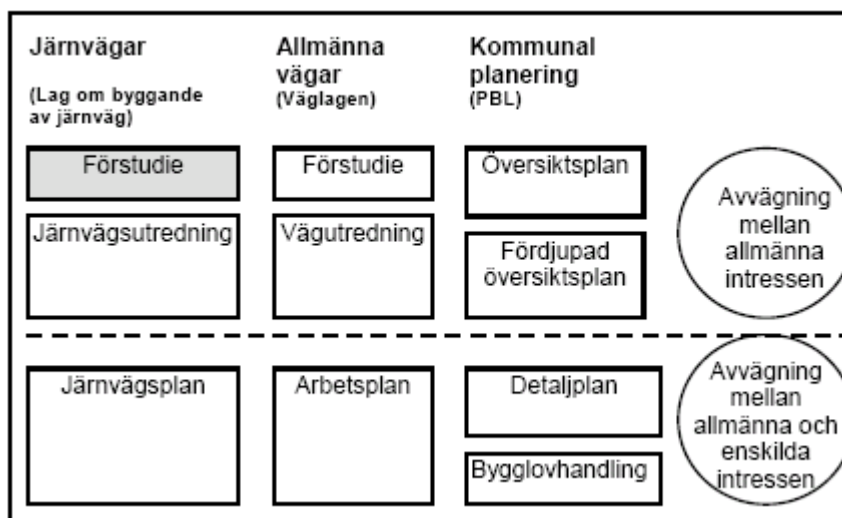 Järnvägar
(Lag om byggande
av järnväg)
Allmänna
vägar
(Väglagen)
Kommunal
planering
(PBL)
Förstudie
Förstudie
Översiktsplan
Järnvägsutredning
Vägutredning
Fördjupad
översiktsplan
Avvägning
mellan
allmänna
intressen
Järnvägsplan
Arbetsplan
Detaljplan
Bygglovhandling
Avvägning
mellan
allmänna och
enskilda
intressen